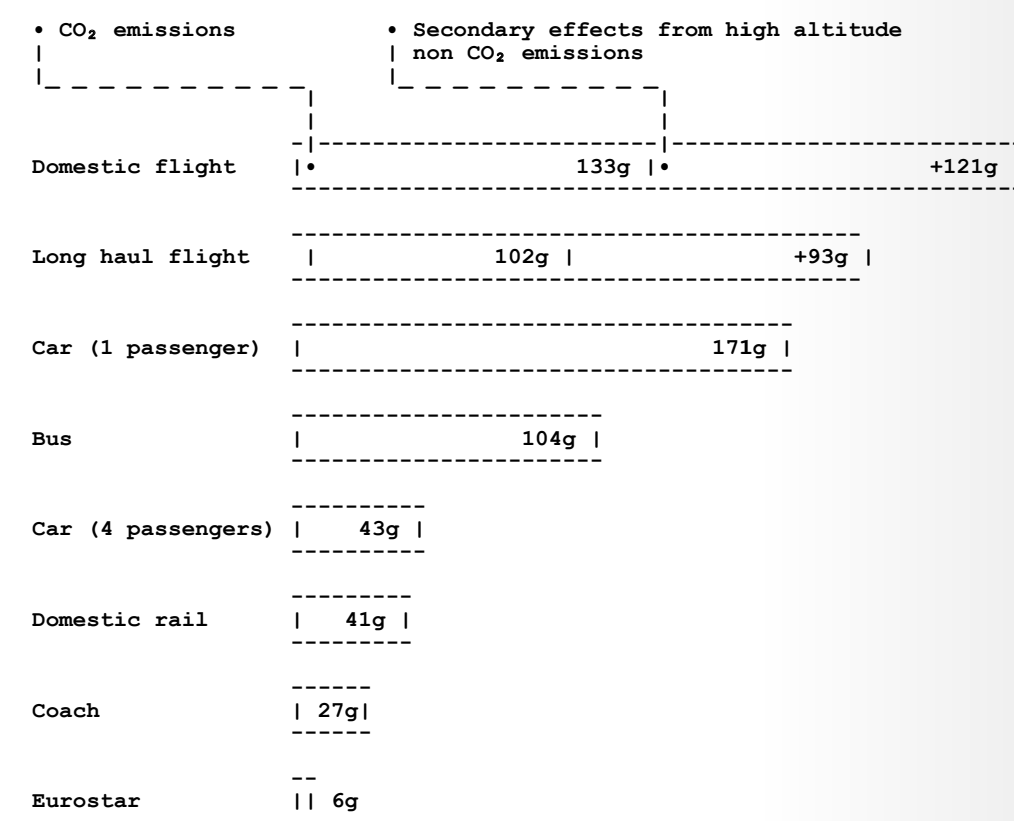 • CO₂ emissions
• Secondary effects from high altitude
non CO₂ emissions
Domestic flight 133g +121g
Long haul flight 102g +93g
Car (1 passenger) 171g
Bus 104g
Car (4 passengers) 43g
Domestic rail 41g
Coach 27g
Eurostar 6g